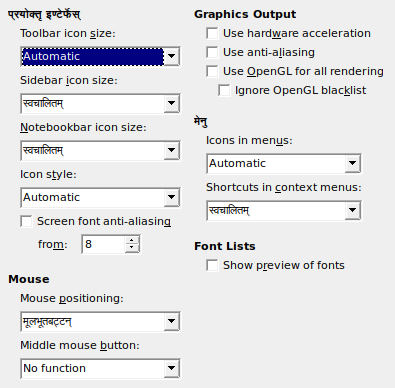 प्रयोक्तृ इण्टेर्फेस्
Toolbar icon size:
Automatic
Sidebar icon size:
स्वचालितम्
Notebookbar icon size:
स्वचालितम्
Icon style:
Automatic
Screen font anti-aliasing
from: 8
Mouse
Mouse positioning:
मूलभूतबट्टन्
Middle mouse button:
No function
Graphics Output
Use hardware acceleration
Use anti-aliasing
Use OpenGL for all rendering
Ignore OpenGL blacklist
मेनु
Icons in menus:
Automatic
Shortcuts in context menus:
स्वचालितम्
Font Lists
Show preview of fonts